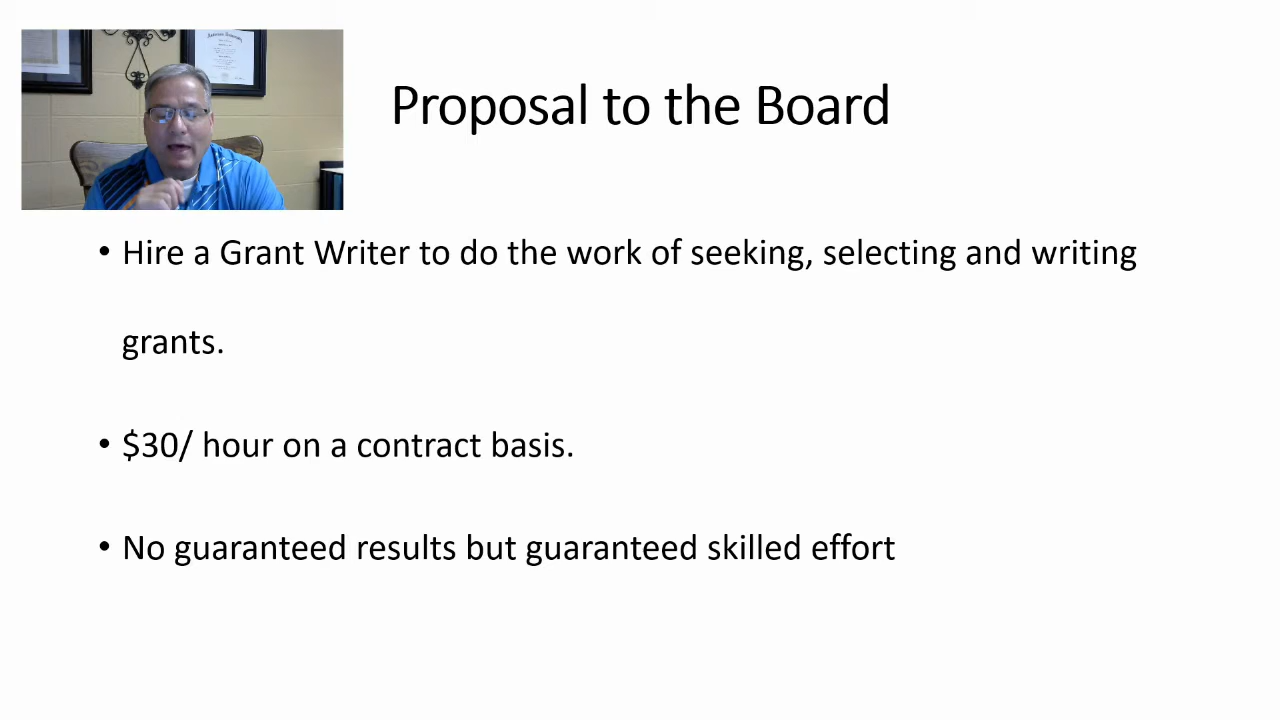 Proposal to the Board
• Hire a Grant Writer to do the work of seeking, selecting and writing
grants.
• $30/ hour on a contract basis.
• No guaranteed results but guaranteed skilled effort